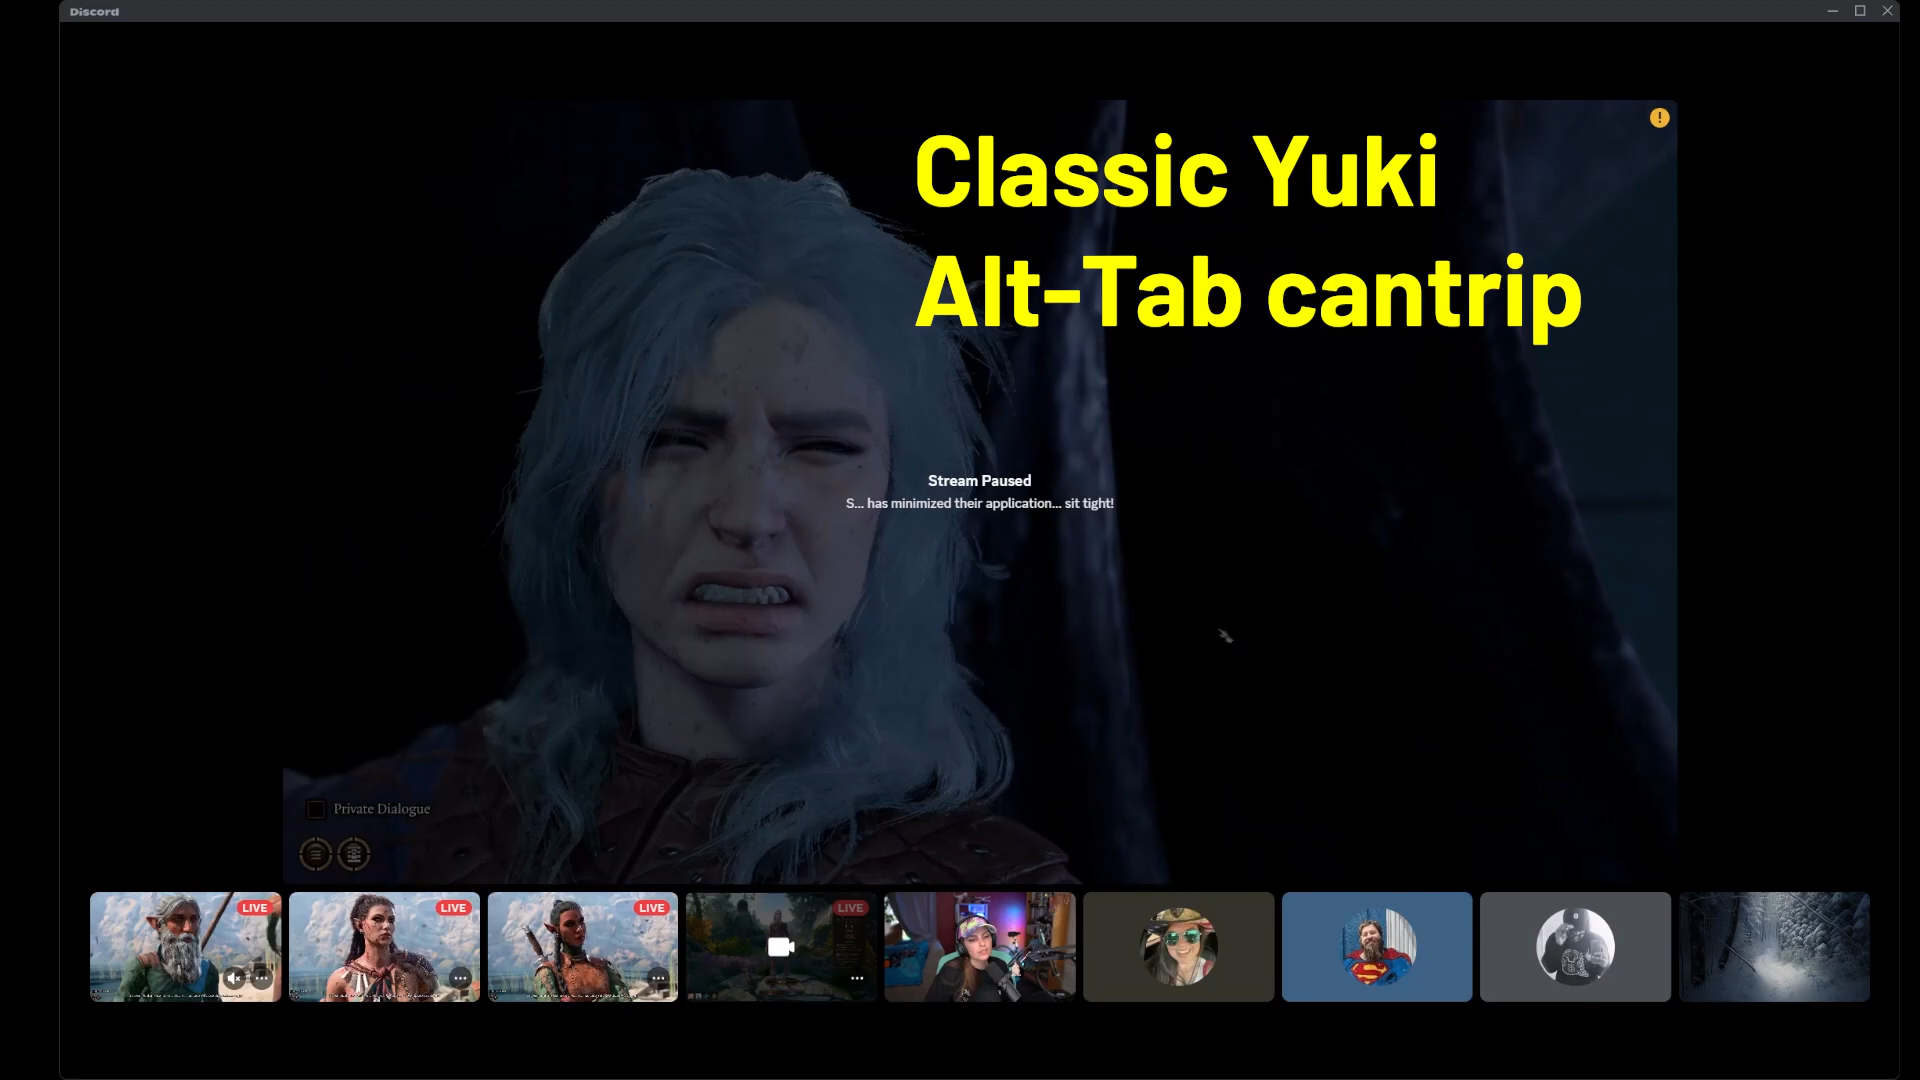 Discord
Classic Yuki
Alt-Tab cantrip
Stream Paused
S... has minimized their application... sit tight!
Private Dialogue
LIVE
LIVE
LIVE
LIVE